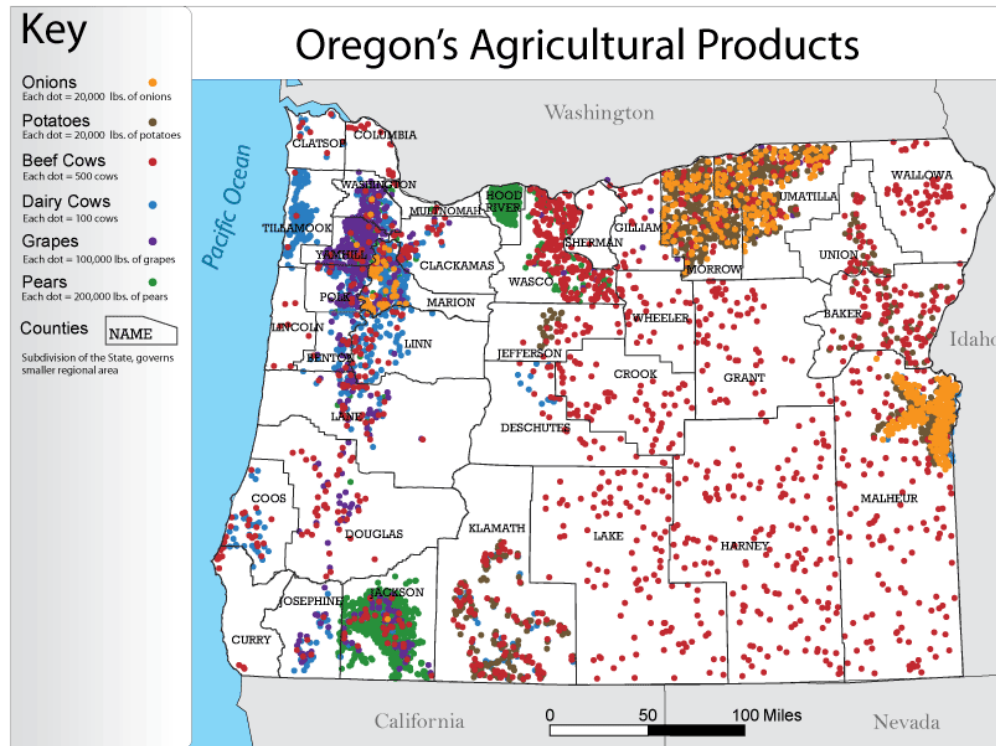 Key
Oregon's Agricultural Products
Onions
Each dot = 20,000 lbs. of onions
Potatoes
Each dot = 20,000 lbs. of potatoes
Beef Cows
Each dot = 500 cows
Dairy Cows
Each dot = 100 cows
Grapes
Each dot = 100,000 lbs. of grapes
Pears
Each dot = 200,000 lbs. of pears
Counties
NAME
Subdivision of the State, governs
smaller regional area
Pacific Ocean
Washington
Idaho
California
Nevada
CLATSOP
COLUMBIA
WASHINGTON
TILLAMOOK
MULTNOMAH
HOOD
RIVER
YAMHILL
CLACKAMAS
POLK
MARION
LINCOLN
BENTON
LINN
LANE
WASCO
SHERMAN
GILLIAM
MORROW
UMATILLA
WALLOWA
UNION
BAKER
WHEELER
JEFFERSON
CROOK
GRANT
DESCHUTES
COOS
DOUGLAS
KLAMATH
LAKE
HARNEY
MALHEUR
CURRY
JOSEPHINE
JACKSON
0 50 100 Miles